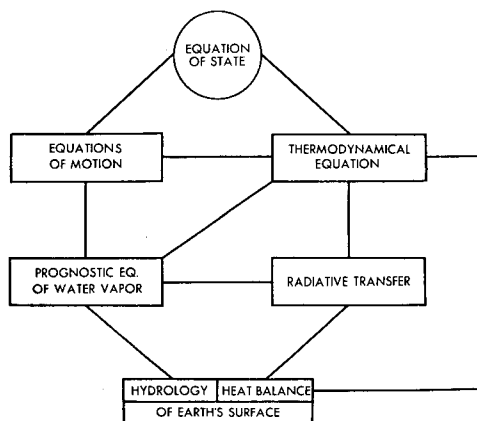 EQUATION
OF STATE
EQUATIONS
OF MOTION
THERMODYNAMICAL
EQUATION
PROGNOSTIC EQ.
OF WATER VAPOR
RADIATIVE TRANSFER
HYDROLOGY
HEAT BALANCE
OF EARTH'S SURFACE